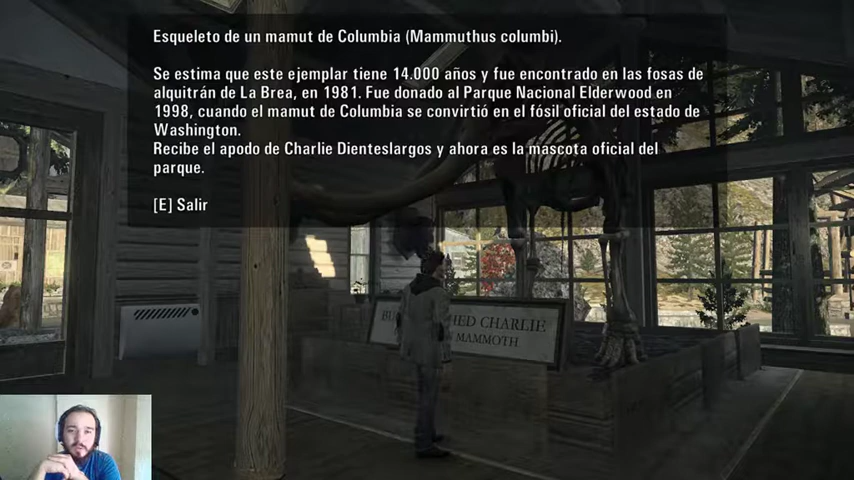 Esqueleto de un mamut de Columbia (Mammuthus columbi).
Se estima que este ejemplar tiene 14.000 años y fue encontrado en las fosas de
alquitrán de La Brea, en 1981. Fue donado al Parque Nacional Elderwood en
1998, cuando el mamut de Columbia se convirtió en el fósil oficial del estado de
Washington.
Recibe el apodo de Charlie Dienteslargos y ahora es la mascota oficial del
parque.
[E] Salir
CHARLIE
MAMMOTH